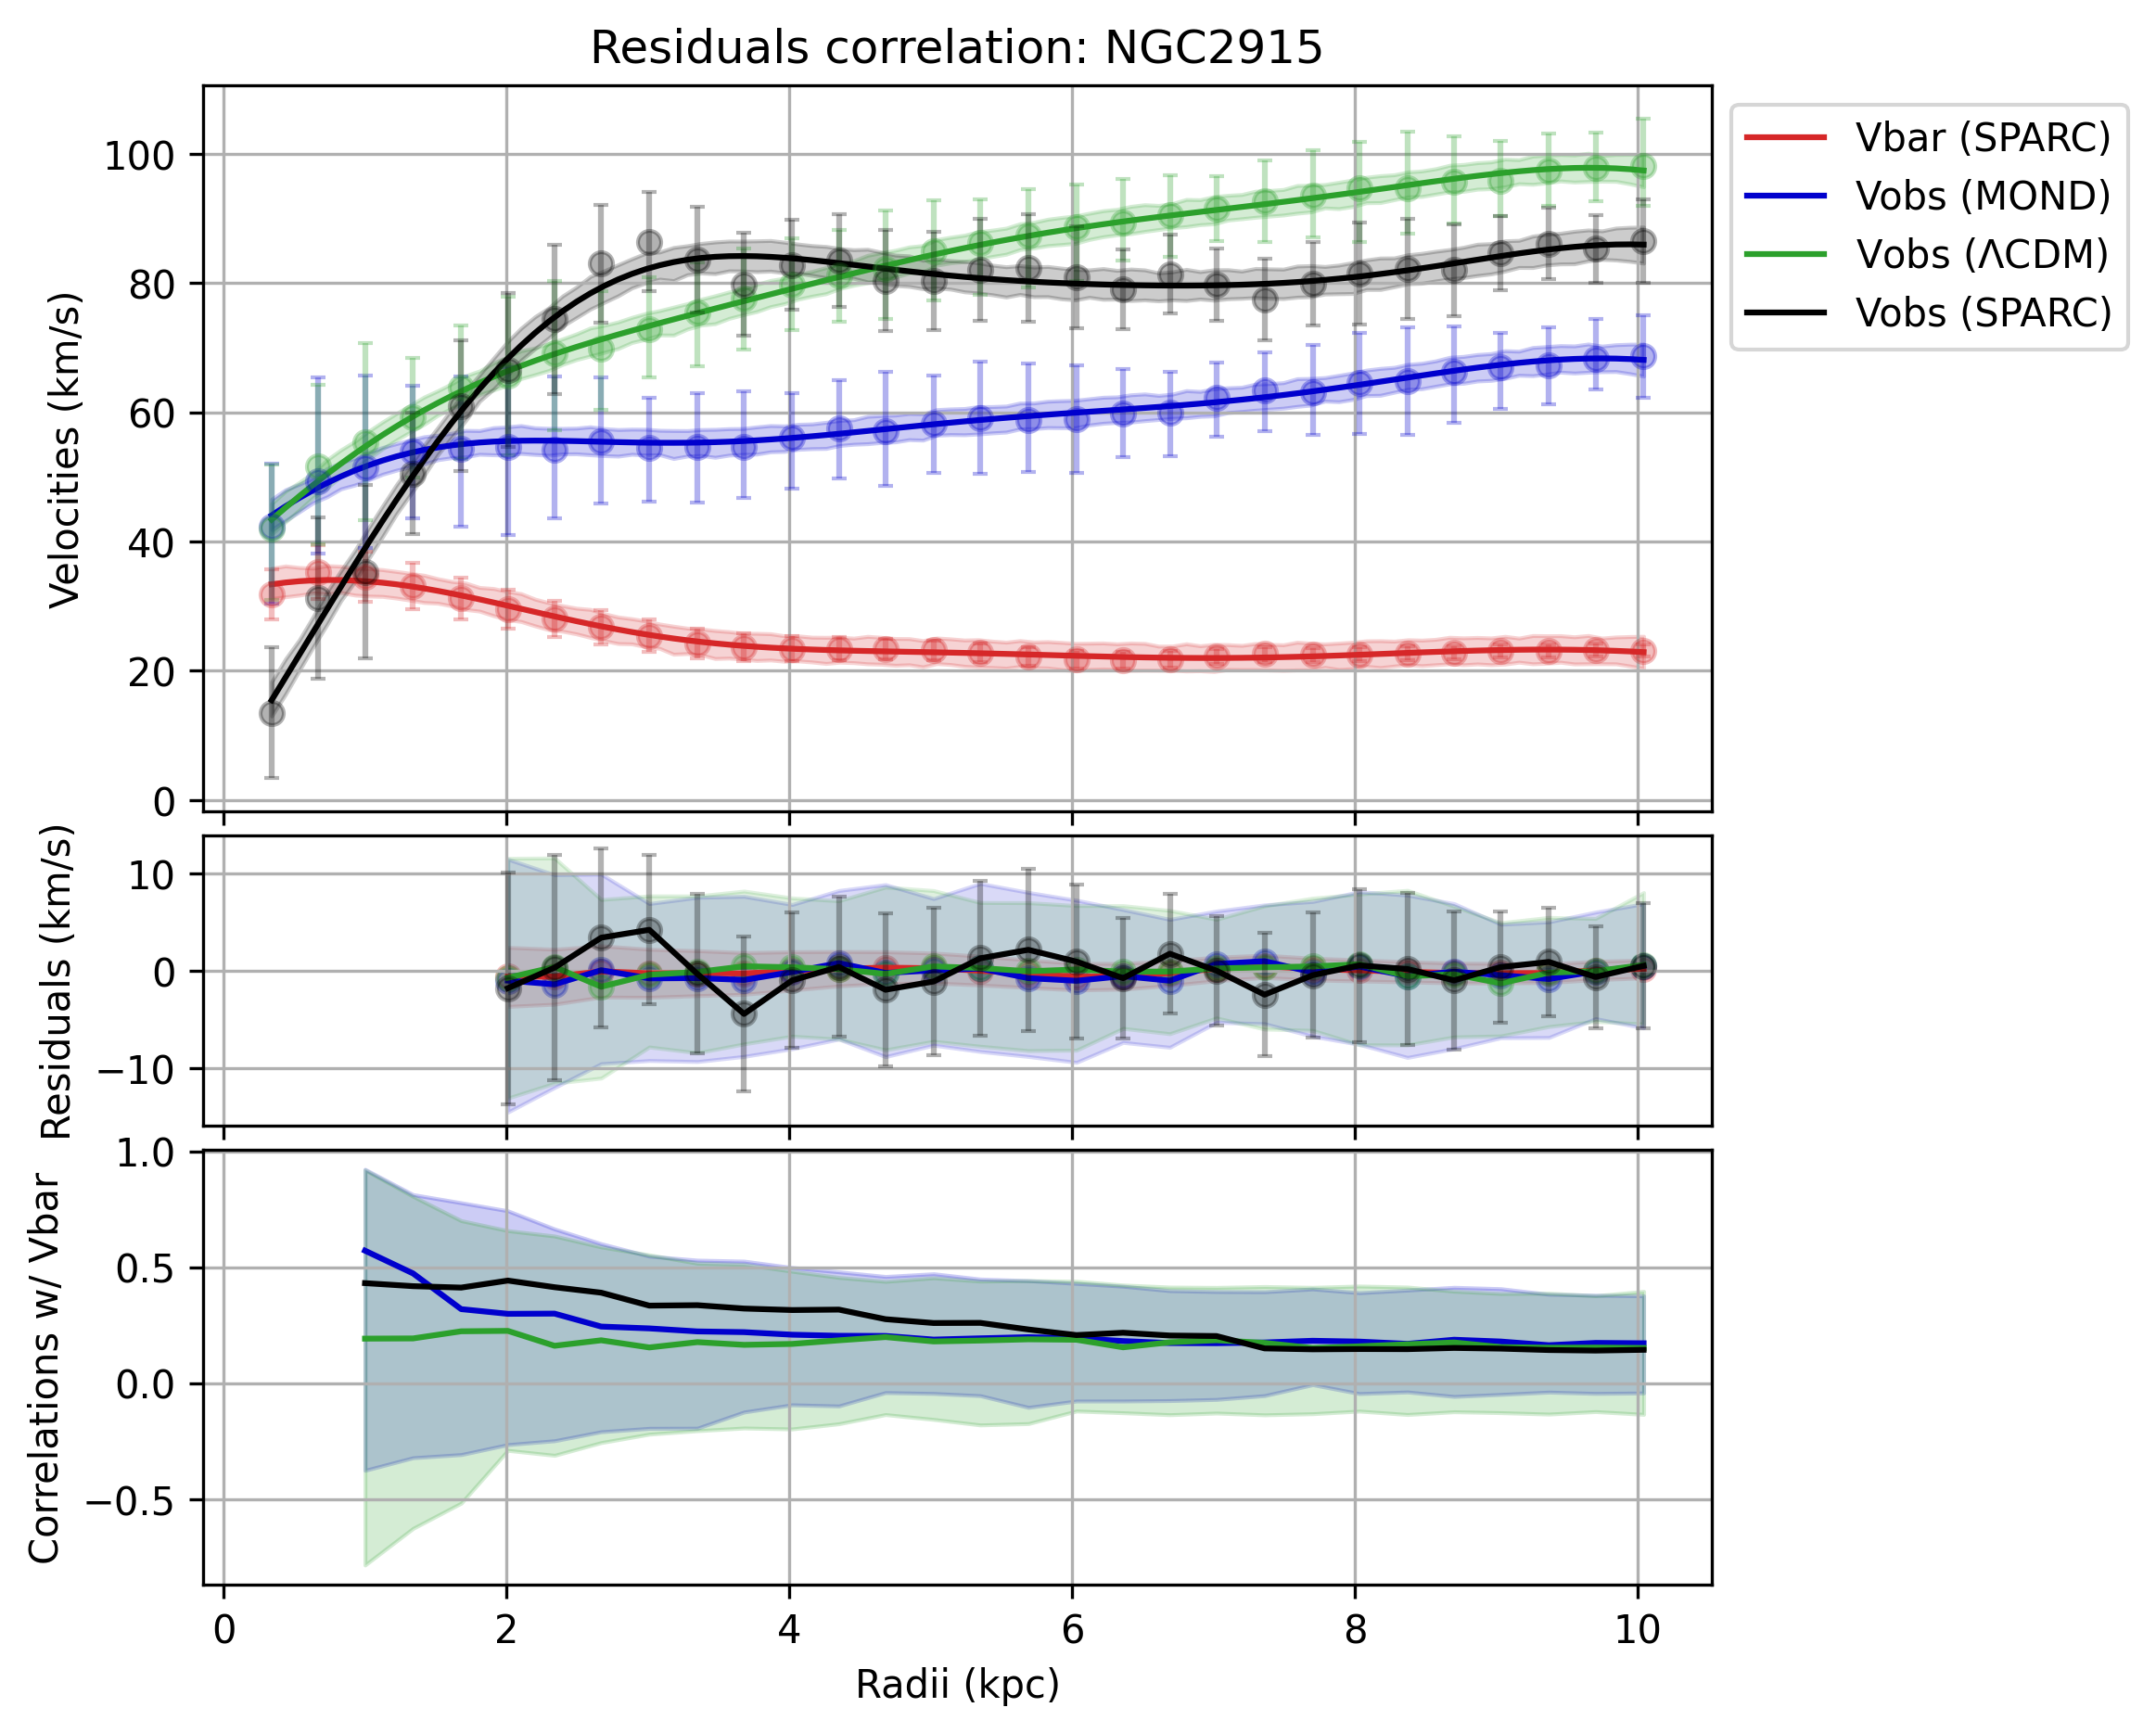 Residuals correlation: NGC2915
Velocities (km/s)
100
80
60
40
20
0
Vbar (SPARC)
Vobs (MOND)
Vobs (ΛCDM)
Vobs (SPARC)
Residuals (km/s)
10
0
−10
Correlations w/ Vbar
1.0
0.5
0.0
−0.5
0 2 4 6 8 10
Radii (kpc)